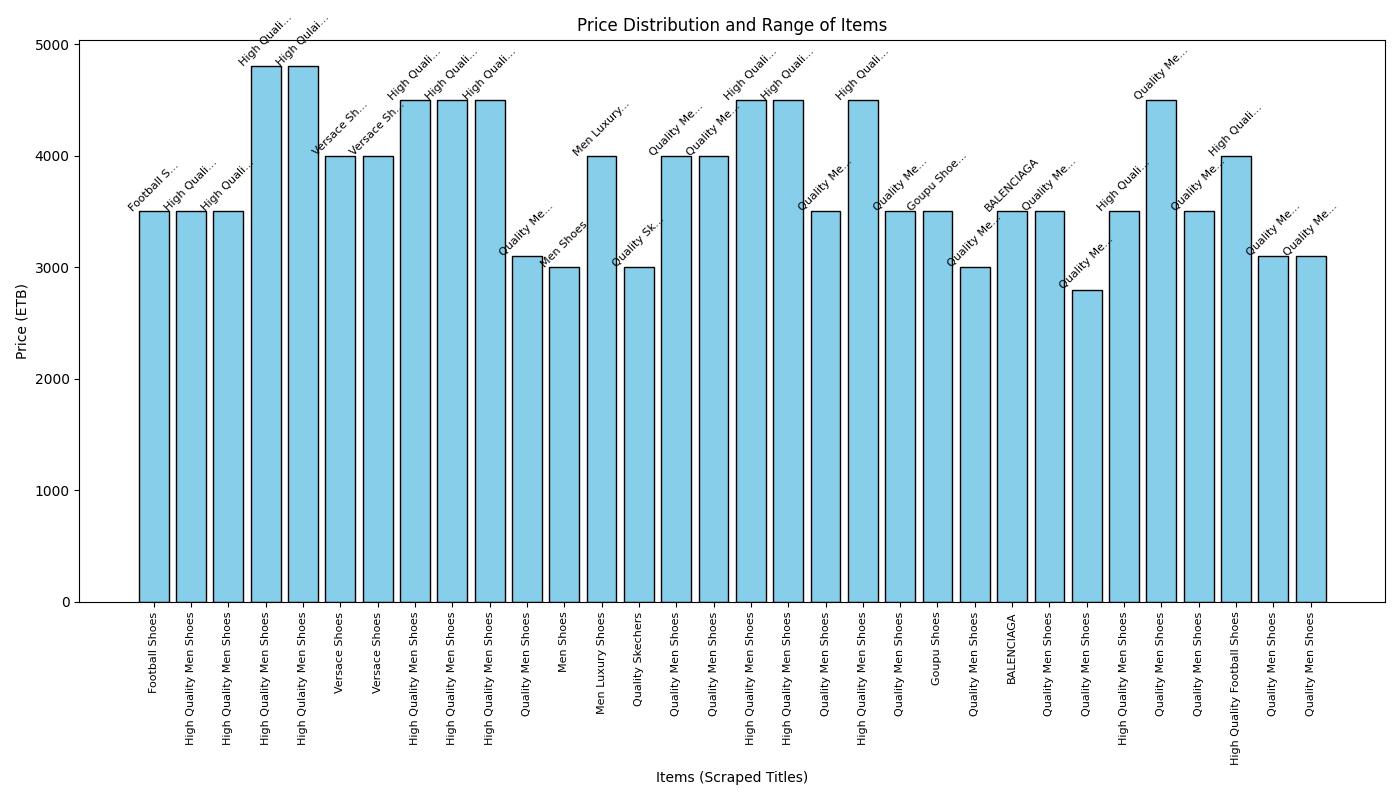 Price Distribution and Range of Items
Price (ETB)
5000
4000
3000
2000
1000
0
Football S...
High Quali...
High Quali...
High Quali...
High Qulai...
Versace Sh...
Versace Sh...
High Quali...
High Quali...
High Quali...
Quality Me...
Men Shoes
Men Luxury...
Quality Sk...
Quality Me...
Quality Me...
High Quali...
High Quali...
Quality Me...
High Quali...
Quality Me...
Goupu Shoe...
Quality Me...
BALENCIAGA
Quality Me...
Quality Me...
High Quali...
Quality Me...
Quality Me...
High Quali...
Quality Me...
Quality Me...
Football Shoes
High Quality Men Shoes
High Quality Men Shoes
High Quality Men Shoes
High Qulaity Men Shoes
Versace Shoes
Versace Shoes
High Quality Men Shoes
High Quality Men Shoes
High Quality Men Shoes
Quality Men Shoes
Men Shoes
Men Luxury Shoes
Quality Skechers
Quality Men Shoes
Quality Men Shoes
High Quality Men Shoes
High Quality Men Shoes
Quality Men Shoes
High Quality Men Shoes
Quality Men Shoes
Goupu Shoes
Quality Men Shoes
BALENCIAGA
Quality Men Shoes
Quality Men Shoes
High Quality Men Shoes
Quality Men Shoes
Quality Men Shoes
High Quality Football Shoes
Quality Men Shoes
Quality Men Shoes
Items (Scraped Titles)